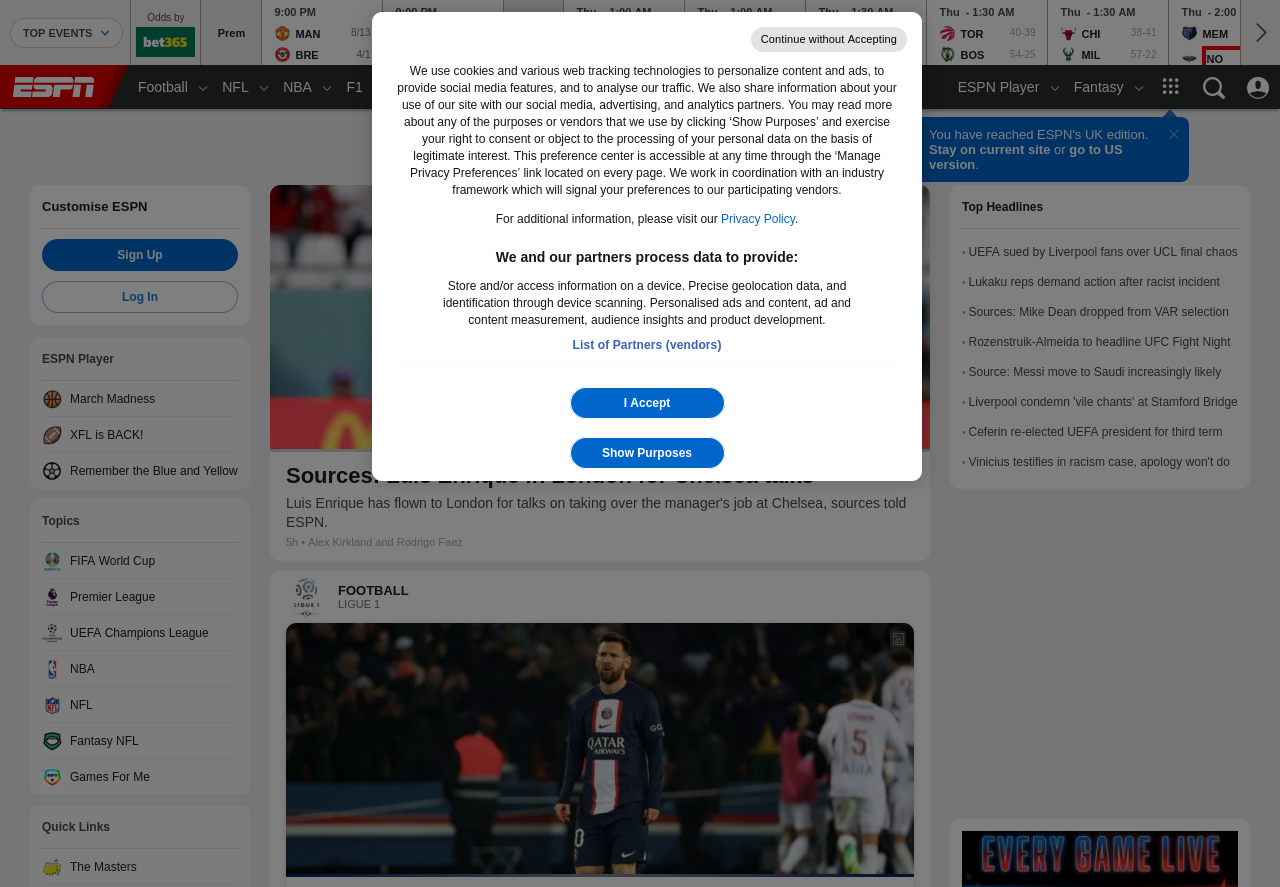 TOP EVENTS
Odds by
bet365
Prem
9:00 PM
MAN 8/13
BRE 4/1
Thu - 1:30 AM
TOR 40-39
BOS 54-25
Thu - 1:30 AM
CHI 38-41
MIL 57-22
Thu - 2:00
MEM
NO
ESPN
Football
NFL
NBA
F1
ESPN Player
Fantasy
Continue without Accepting
We use cookies and various web tracking technologies to personalize content and ads, to
provide social media features, and to analyse our traffic. We also share information about your
use of our site with our social media, advertising, and analytics partners. You may read more
about any of the purposes or vendors that we use by clicking ‘Show Purposes’ and exercise
your right to consent or object to the processing of your personal data on the basis of
legitimate interest. This preference center is accessible at any time through the ‘Manage
Privacy Preferences’ link located on every page. We work in coordination with an industry
framework which will signal your preferences to our participating vendors.
For additional information, please visit our Privacy Policy.
We and our partners process data to provide:
Store and/or access information on a device. Precise geolocation data, and
identification through device scanning. Personalised ads and content, ad and
content measurement, audience insights and product development.
List of Partners (vendors)
I Accept
Show Purposes
You have reached ESPN's UK edition.
Stay on current site or go to US
version.
Customise ESPN
Sign Up
Log In
ESPN Player
March Madness
XFL is BACK!
Remember the Blue and Yellow
Topics
FIFA World Cup
Premier League
UEFA Champions League
NBA
NFL
Fantasy NFL
Games For Me
Quick Links
The Masters
Sources: Luis Enrique in London for Chelsea talks
Luis Enrique has flown to London for talks on taking over the manager's job at Chelsea, sources told
ESPN.
5h • Alex Kirkland and Rodrigo Faez
FOOTBALL
LIGUE 1
QATAR
AIRWAYS
5
Top Headlines
UEFA sued by Liverpool fans over UCL final chaos
Lukaku reps demand action after racist incident
Sources: Mike Dean dropped from VAR selection
Rozenstruik-Almeida to headline UFC Fight Night
Source: Messi move to Saudi increasingly likely
Liverpool condemn 'vile chants' at Stamford Bridge
Ceferin re-elected UEFA president for third term
Vinicius testifies in racism case, apology won't do
EVERY GAME LIVE